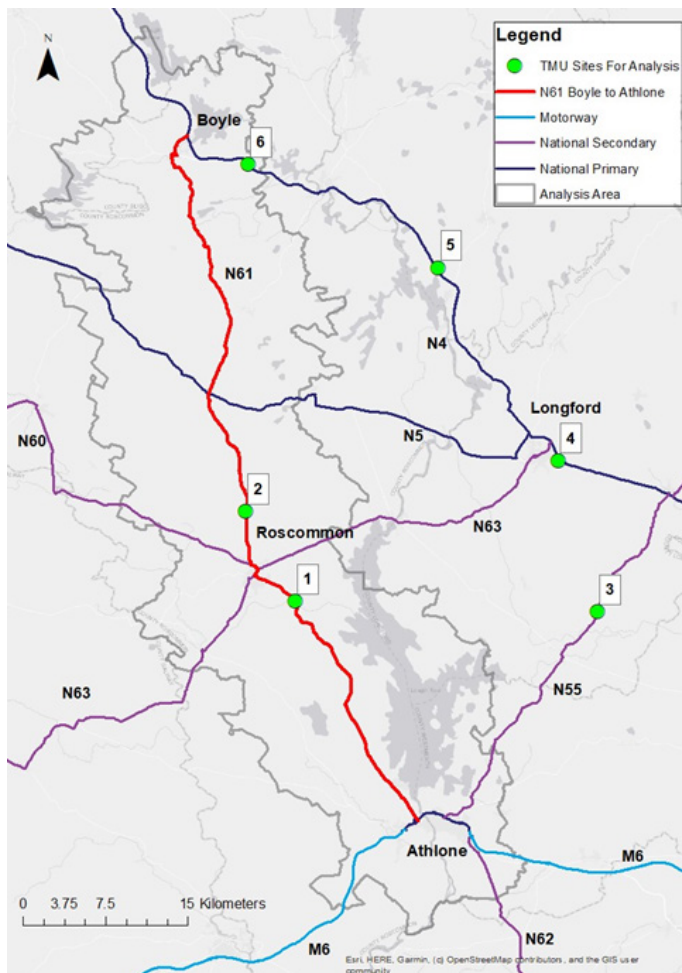 N
Legend
TMU Sites For Analysis
N61 Boyle to Athlone
Motorway
National Secondary
National Primary
Analysis Area
Boyle
6
5
N61
N4
Longford
N60
N5
4
2
Roscommon
N63
1
3
N63
N55
Athlone
M6
0 3.75 7.5 15 Kilometers
M6
N62
Esri, HERE, Garmin, (c) OpenStreetMap contributors, and the GIS user
community